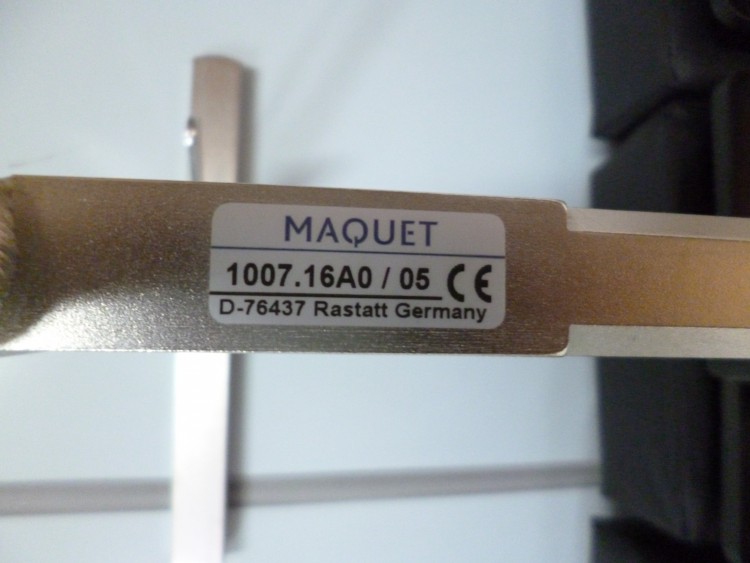 MAQUET
1007.16A0 / 05 CE
D-76437 Rastatt Germany